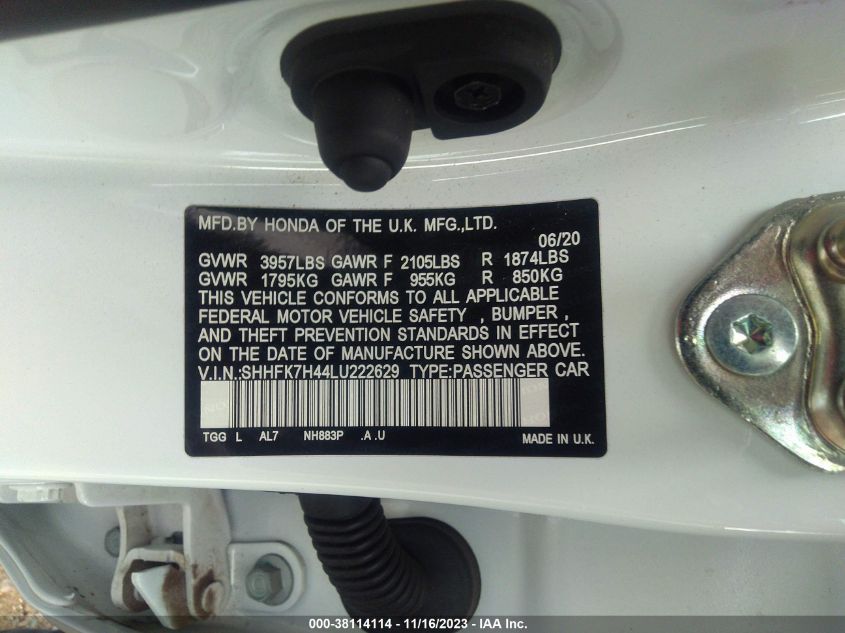 MFD.BY HONDA OF THE U.K. MFG.,LTD.
06/20
GVWR 3957LBS GAWR F 2105LBS R 1874LBS
GVWR 1795KG GAWR F 955KG R 850KG
THIS VEHICLE CONFORMS TO ALL APPLICABLE
FEDERAL MOTOR VEHICLE SAFETY , BUMPER ,
AND THEFT PREVENTION STANDARDS IN EFFECT
ON THE DATE OF MANUFACTURE SHOWN ABOVE.
V.I.N.:SHHFK7H44LU222629 TYPE:PASSENGER CAR
TGG L AL7 NH883P .A .U MADE IN U.K.
000-38114114 - 11/16/2023 - IAA Inc.